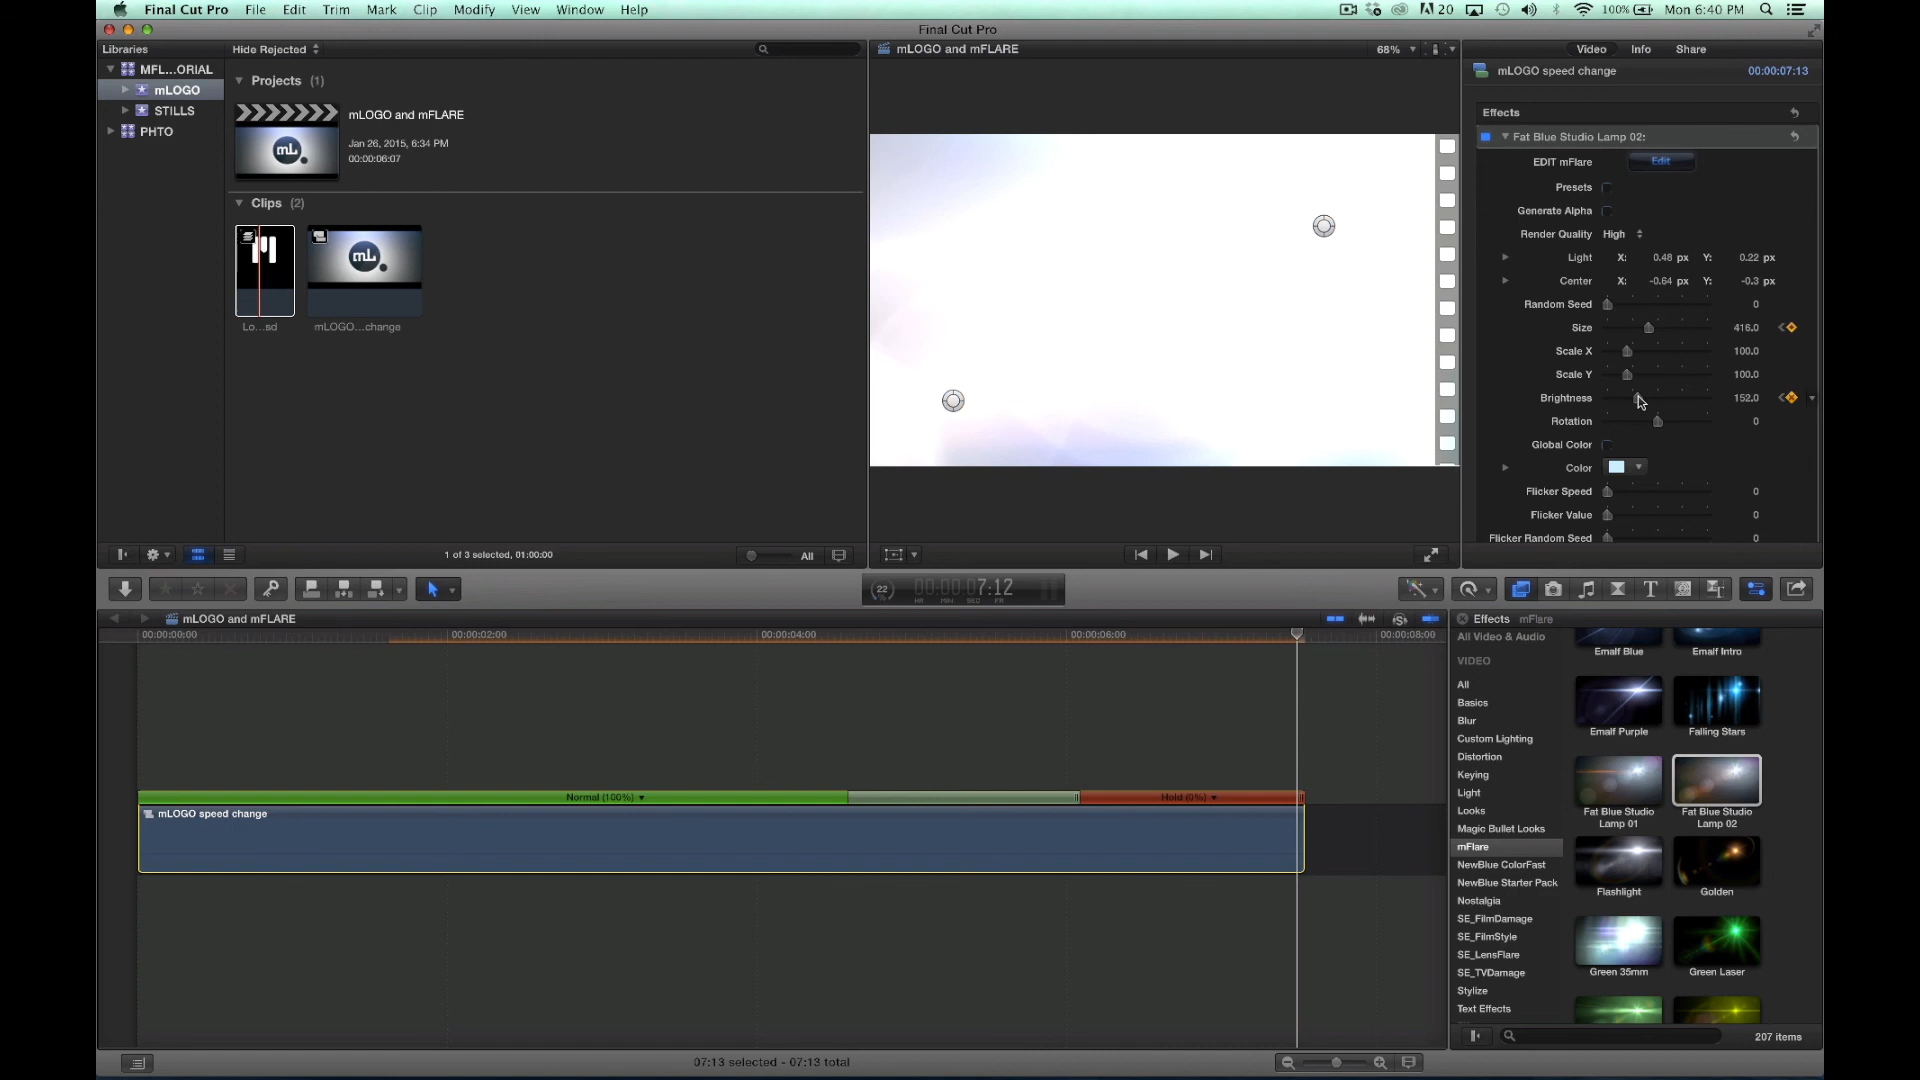 Final Cut Pro File Edit Trim Mark Clip Modify View Window Help 20 100% Mon 6:40 PM
Final Cut Pro
Libraries Hide Rejected
mLOGO and mFLARE 68%
Video Info Share
MFL...ORIAL
mLOGO
STILLS
PHTO
Projects (1)
mL.
mLOGO and mFLARE
Jan 26, 2015, 6:34 PM
00:00:06:07
Clips (2)
mL.
Lo...sd mLOGO...change
1 of 3 selected, 01:00:00 All
mLOGO speed change 00:00:07:13
Effects
Fat Blue Studio Lamp 02:
EDIT mFlare Edit
Presets
Generate Alpha
Render Quality High
Light X: 0.48 px Y: 0.22 px
Center X: -0.64 px Y: -0.3 px
Random Seed 0
Size 416.0
Scale X 100.0
Scale Y 100.0
Brightness 152.0
Rotation 0
Global Color
Color
Flicker Speed 0
Flicker Value 0
Flicker Random Seed 0
22 % 00:00:07:12
HR MIN SEC FR
mLOGO and mFLARE
00:00:00:00 00:00:02:00 00:00:04:00 00:00:06:00 00:00:08:00
Normal (100%) Hold (0%)
mLOGO speed change
07:13 selected - 07:13 total
Effects mFlare
All Video & Audio
VIDEO
All
Basics
Blur
Custom Lighting
Distortion
Keying
Light
Looks
Magic Bullet Looks
mFlare
NewBlue ColorFast
NewBlue Starter Pack
Nostalgia
SE_FilmDamage
SE_FilmStyle
SE_LensFlare
SE_TVDamage
Stylize
Text Effects
Emalf Blue Emalf Intro
Emalf Purple Falling Stars
Fat Blue Studio Lamp 01 Fat Blue Studio Lamp 02
Flashlight Golden
Green 35mm Green Laser
207 items